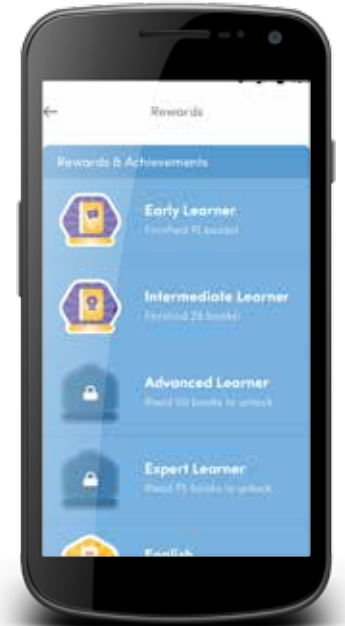 Rewards
Rewards & Achievements
Early Learner
Finished books
Intermediate Learner
Finished 25 books
Advanced Learner
Read 50 books to unlock
Expert Learner
Read 75 books to unlock
English